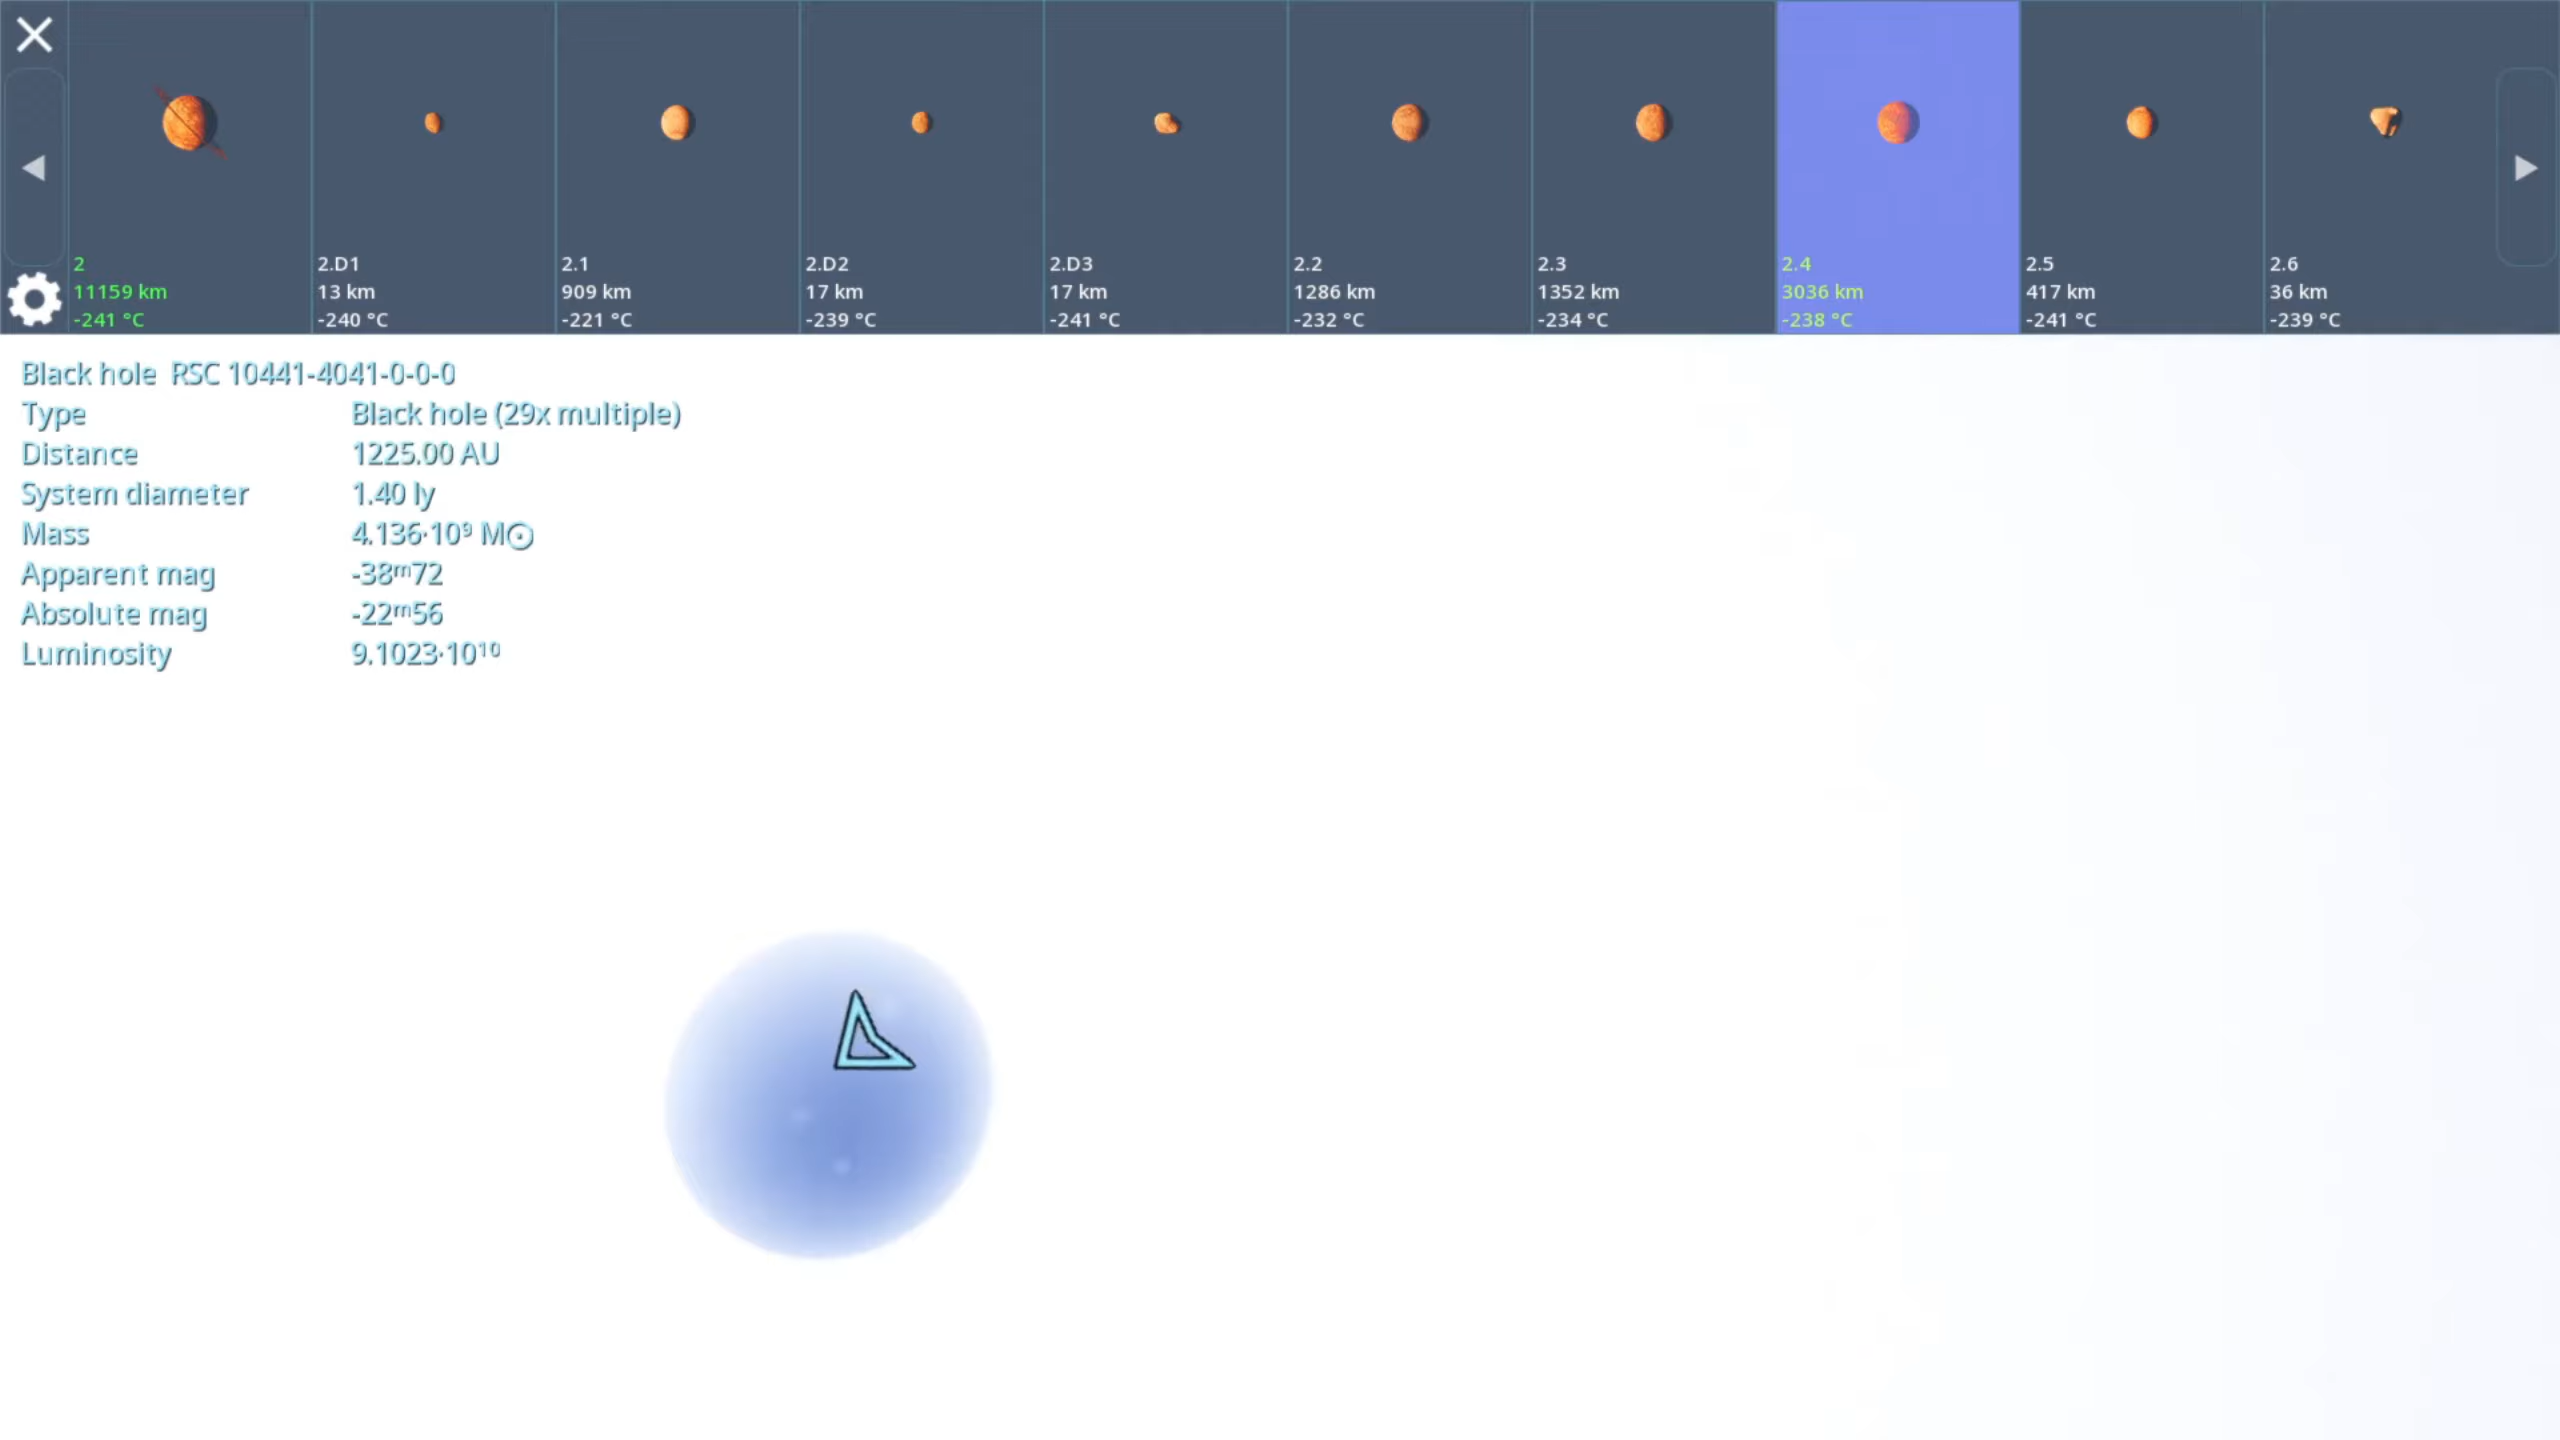 2
11159 km
-241 °C
2.D1
13 km
-240 °C
2.1
909 km
-221 °C
2.D2
17 km
-239 °C
2.D3
17 km
-241 °C
2.2
1286 km
-232 °C
2.3
1352 km
-234 °C
2.4
3036 km
-238 °C
2.5
417 km
-241 °C
2.6
36 km
-239 °C
Black hole RSC 10441-4041-0-0-0
Type Black hole (29x multiple)
Distance 1225.00 AU
System diameter 1.40 ly
Mass 4.136·10⁹ M☉
Apparent mag -38ᵐ72
Absolute mag -22ᵐ56
Luminosity 9.1023·10¹⁰